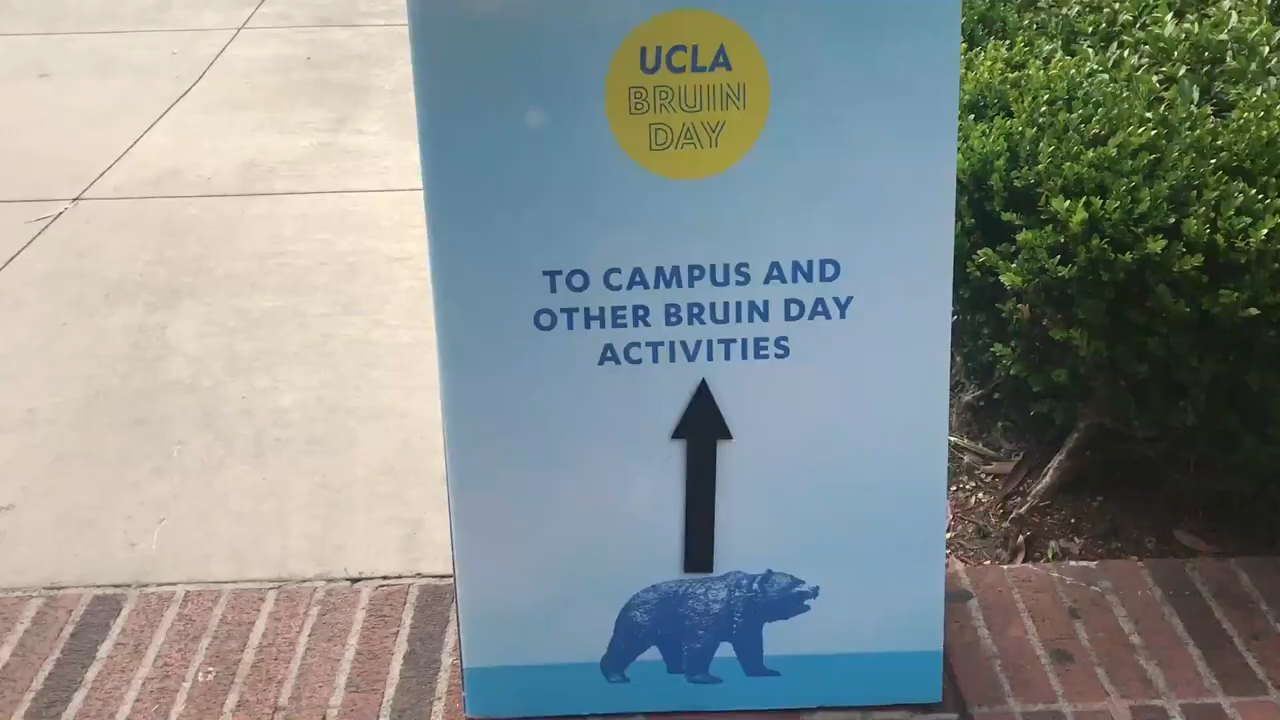 UCLA
BRUIN
DAY
TO CAMPUS AND
OTHER BRUIN DAY
ACTIVITIES